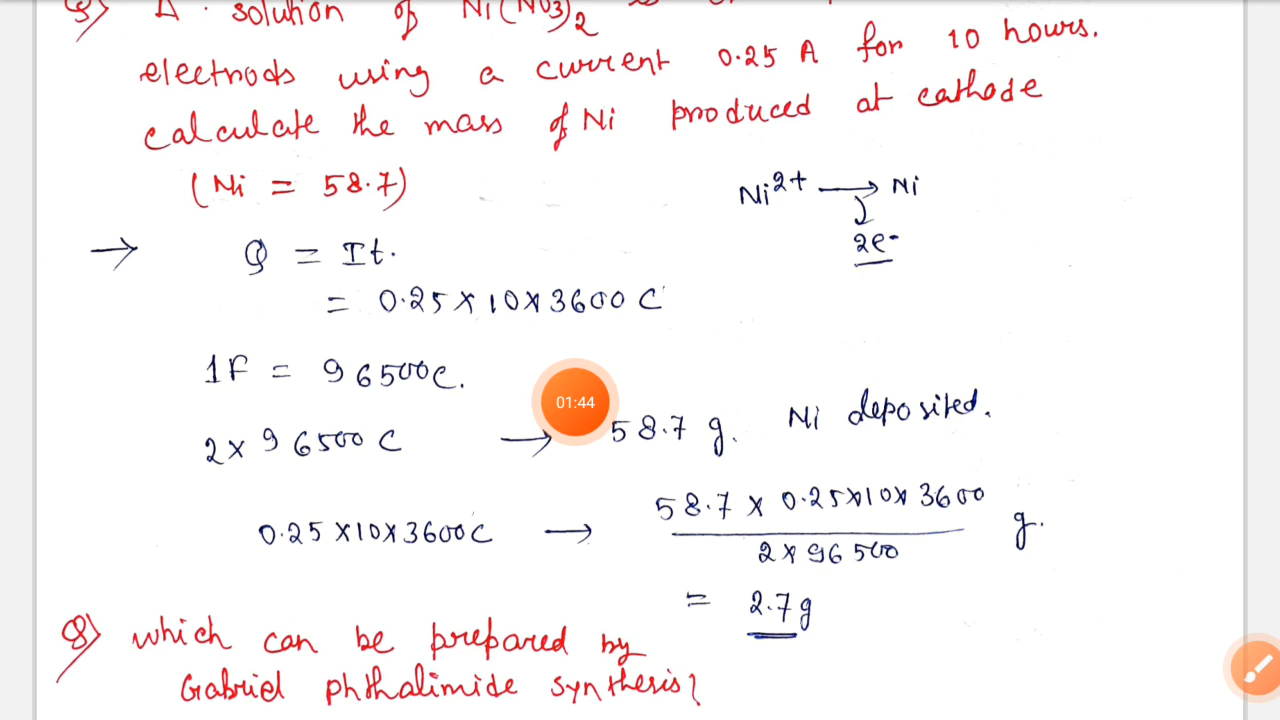 Q) A. solution of Ni(NO3)2
electrods using a current 0.25 A for 10 hours.
calculate the mass of Ni produced at cathode
(Ni = 58.7)
Ni2+ → Ni
2e-
→ Q = It.
= 0.25 × 10 × 3600 C
1F = 96500C.
01:44
2 × 96500 C → 58.7 g. Ni deposited.
0.25 × 10 × 3600 C → 58.7 × 0.25 × 10 × 3600 g.
2 × 96500
= 2.7g
Q) which can be prepared by
Gabriel phthalimide synthesis?